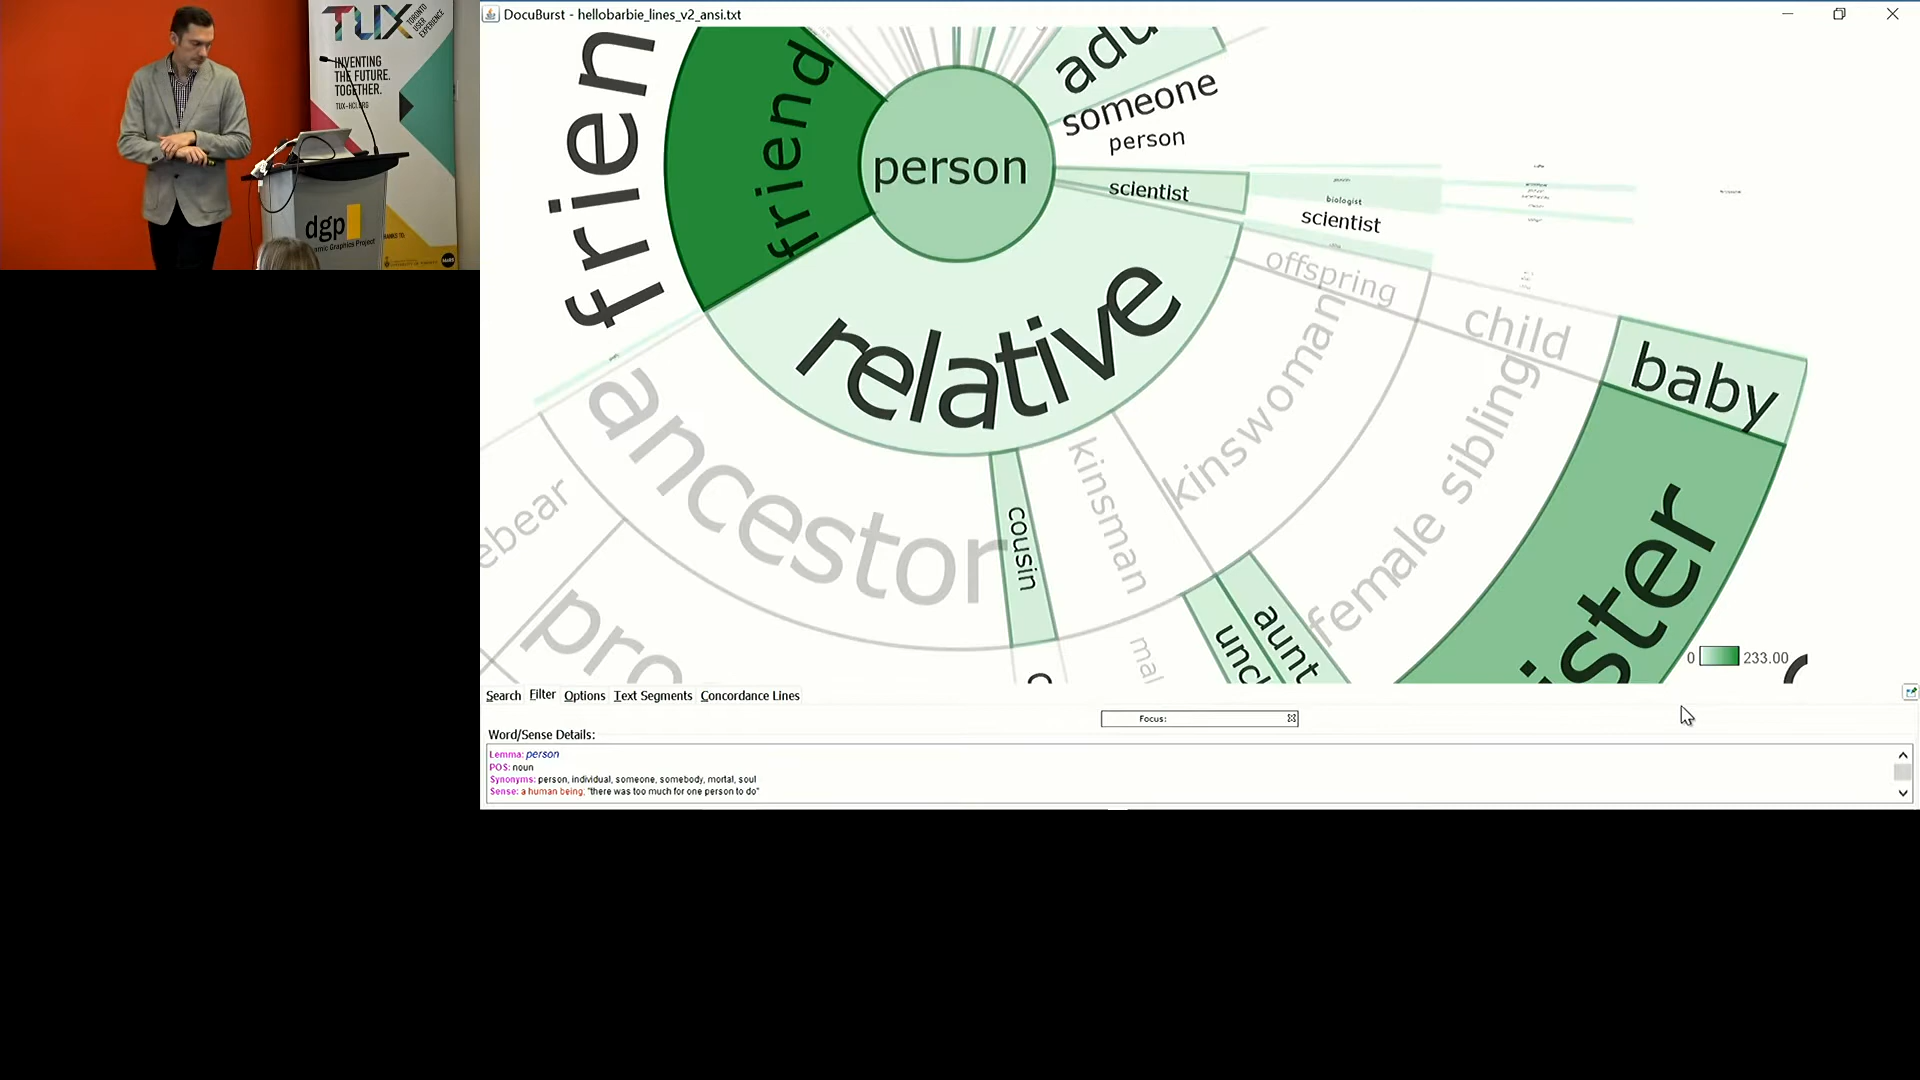 DocuBurst - hellobarbie_lines_v2_ansi.txt
TUX
TORONTO
USER
EXPERIENCE
INVENTING
THE FUTURE.
TOGETHER.
TUX-HCI.ORG
dgp
friend
person
someone
person
scientist
biologist
scientist
relative
offspring
child
baby
kinswoman
female sibling
ancestor
cousin
kinsman
aunt
0
233.00
Search Filter Options Text Segments Concordance Lines
Focus:
Word/Sense Details:
Lemma: person
POS: noun
Synonyms: person, individual, someone, somebody, mortal, soul
Sense: a human being; "there was too much for one person to do"